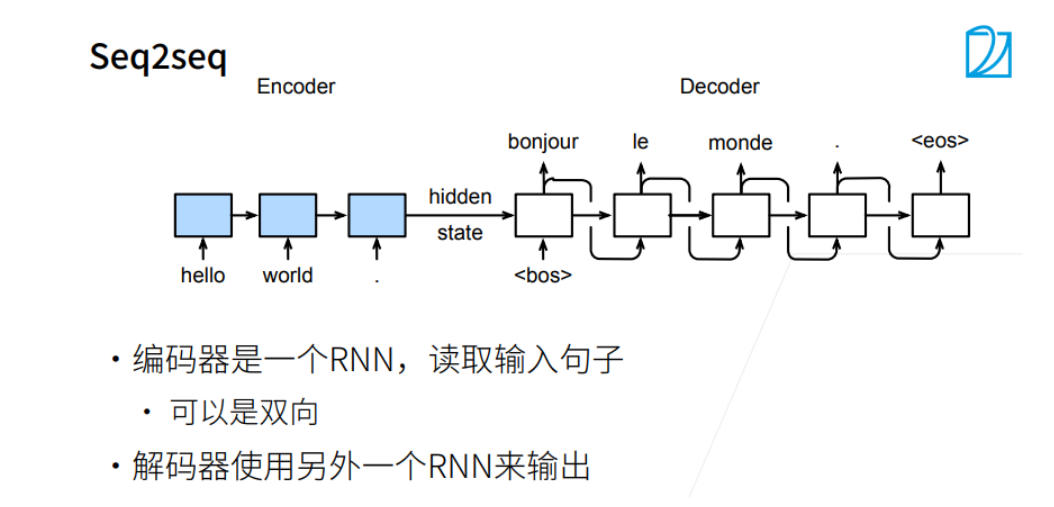 Seq2seq
Encoder
Decoder
bonjour le monde . <eos>
hidden
state
hello world . <bos>
• 编码器是一个RNN，读取输入句子
• 可以是双向
• 解码器使用另外一个RNN来输出